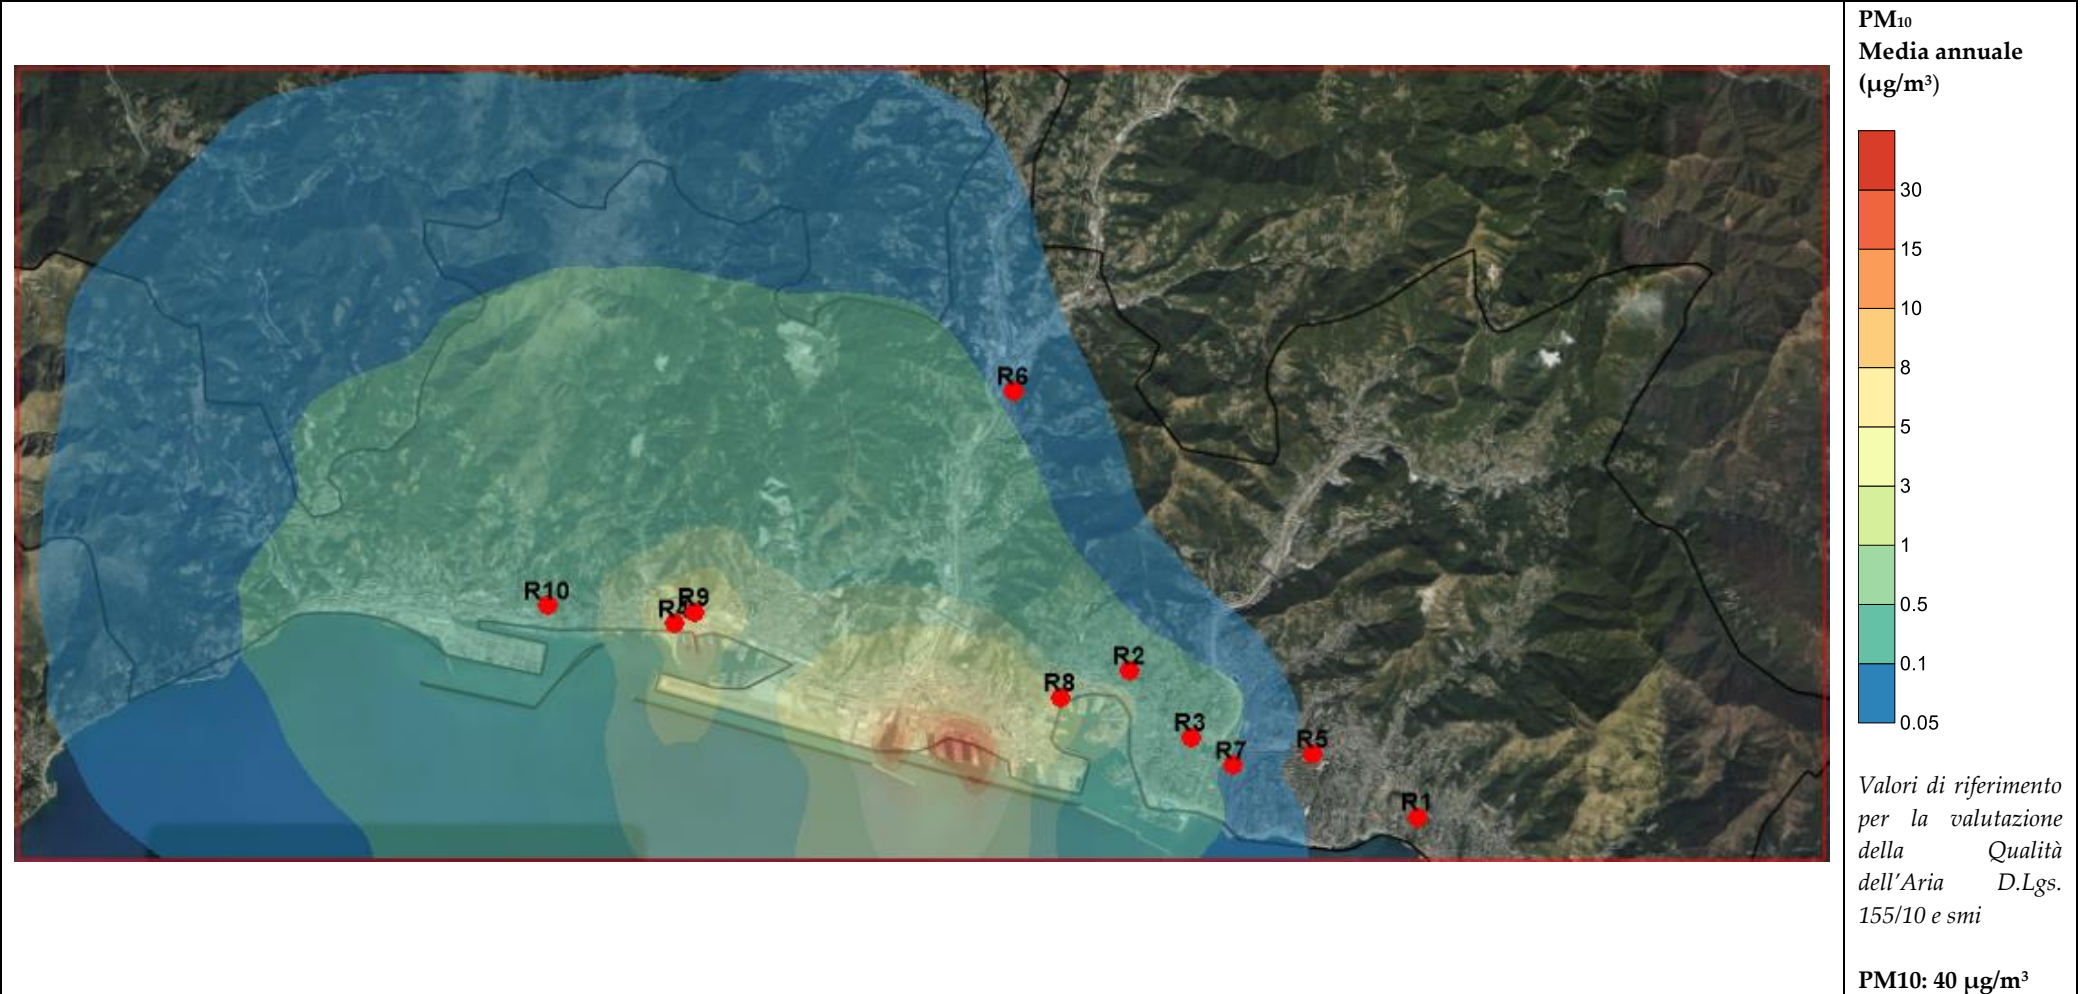 PM₁₀
Media annuale
(µg/m³)
30
15
10
8
5
3
1
0.5
0.1
0.05
Valori di riferimento
per la valutazione
della Qualità
dell'Aria D.Lgs.
155/10 e smi
PM10: 40 µg/m³
R6
R10
R9
R4
R2
R8
R3
R7
R5
R1